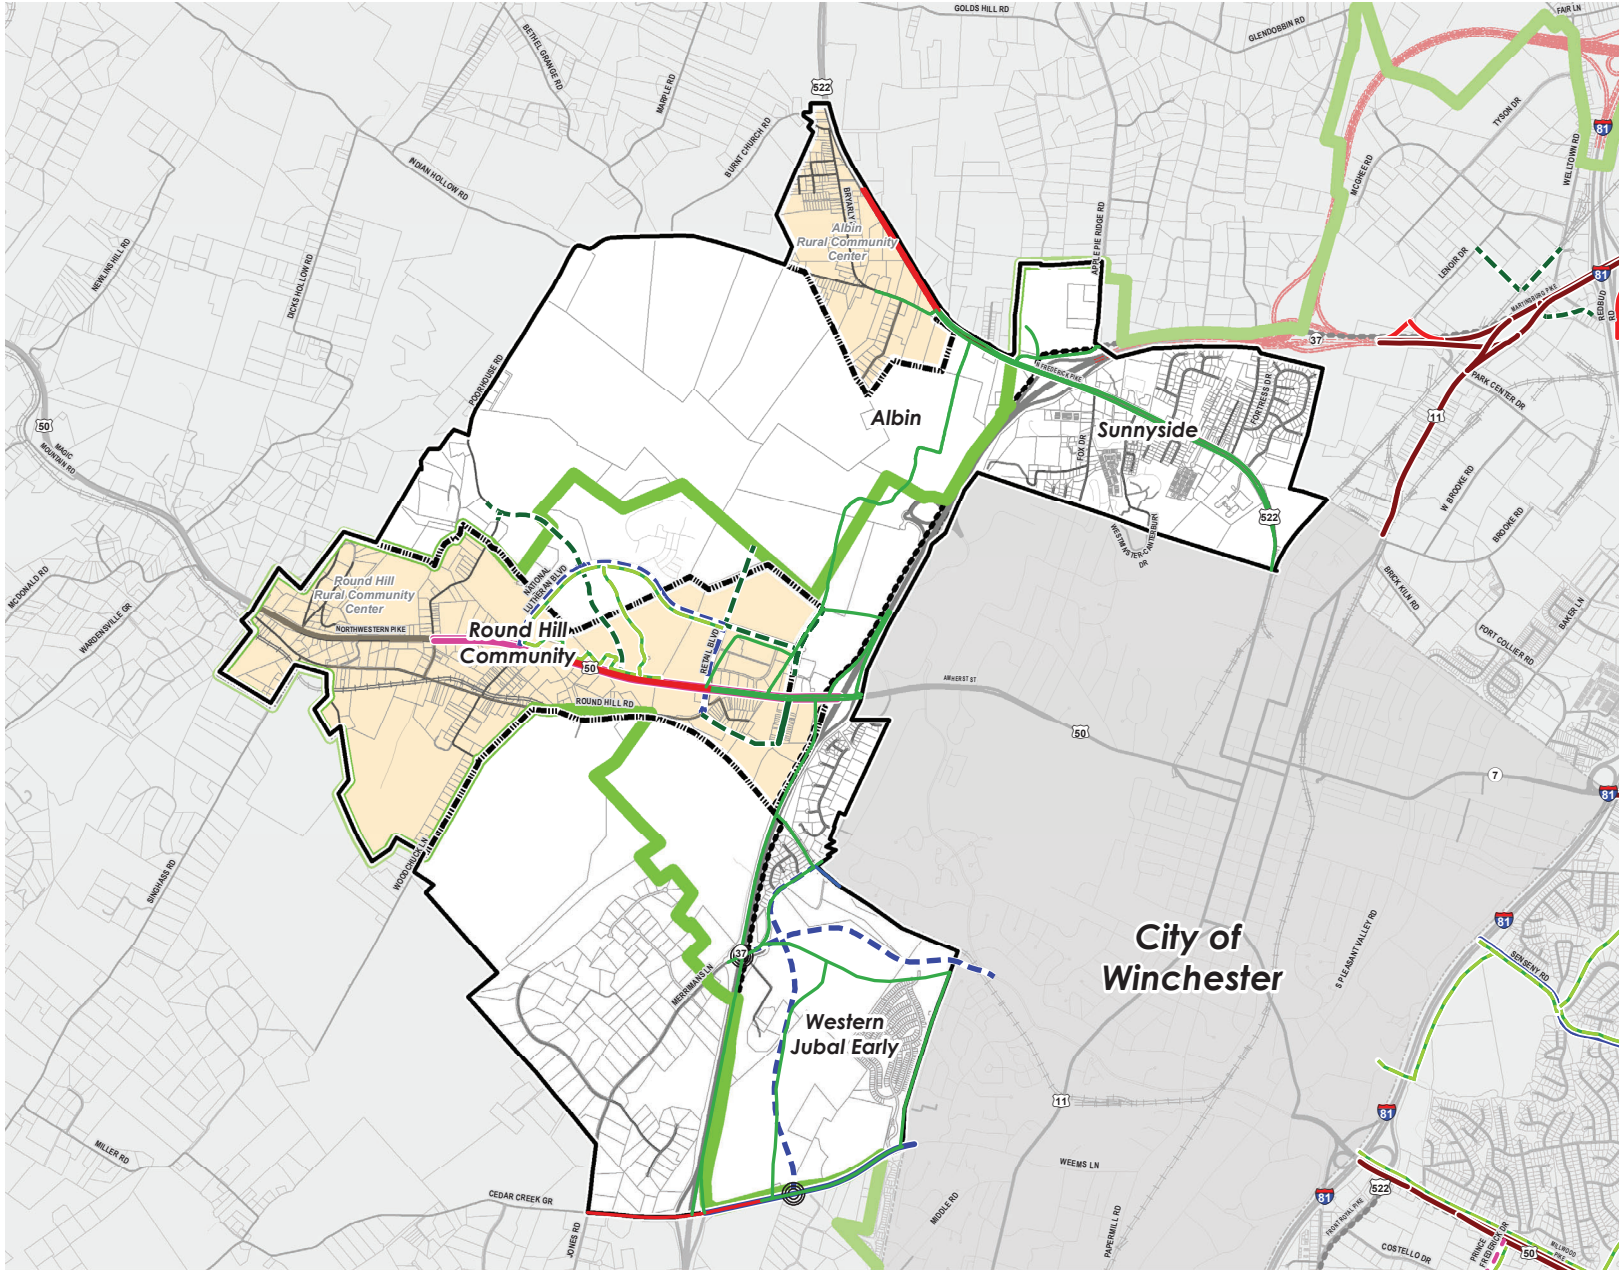 GOLDS HILL RD
FAIR LN
GLENDOBBIN RD
BETHEL GRANGE RD
MARPLE RD
522
TYSON DR
81
WELLTOWN RD
BURNT CHURCH RD
INDIAN HOLLOW RD
MCGHEE RD
BRYARLY
APPLE PIE RIDGE RD
Albin
Rural Community
Center
NEWLINS HILL RD
DICKS HOLLOW RD
LENOIR DR
81
MARTINSBURG PIKE
REDBUD
RD
37
POORHOUSE RD
N FREDERICK PIKE
PARK CENTER DR
FORTRESS DR
Albin
Sunnyside
11
50
MAGIC
MOUNTAIN RD
FOX DR
W BROOKE RD
BROOKE RD
522
WESTMINSTER-CANTERBURY
DR
MCDONALD RD
WARDENSVILLE GR
Round Hill
Rural Community
Center
NATIONAL
LUTHERAN BLVD
BRICK KILN RD
BAKER LN
NORTHWESTERN PIKE
Round Hill
Community
FORT COLLIER RD
RETAIL BLVD
50
AMHERST ST
ROUND HILL RD
50
7
81
WOODCHUCK LN
SINGHASS RD
81
S PLEASANT VALLEY RD
City of
Winchester
SENSENY RD
37
MERRIMANS LN
Western
Jubal Early
11
81
MILLER RD
WEEMS LN
CEDAR CREEK GR
522
81
JONES RD
MIDDLE RD
PAPERMILL RD
FRONT ROYAL PIKE
COSTELLO DR
PRINCE
FREDERICK DR
50
MILLWOOD
PIKE